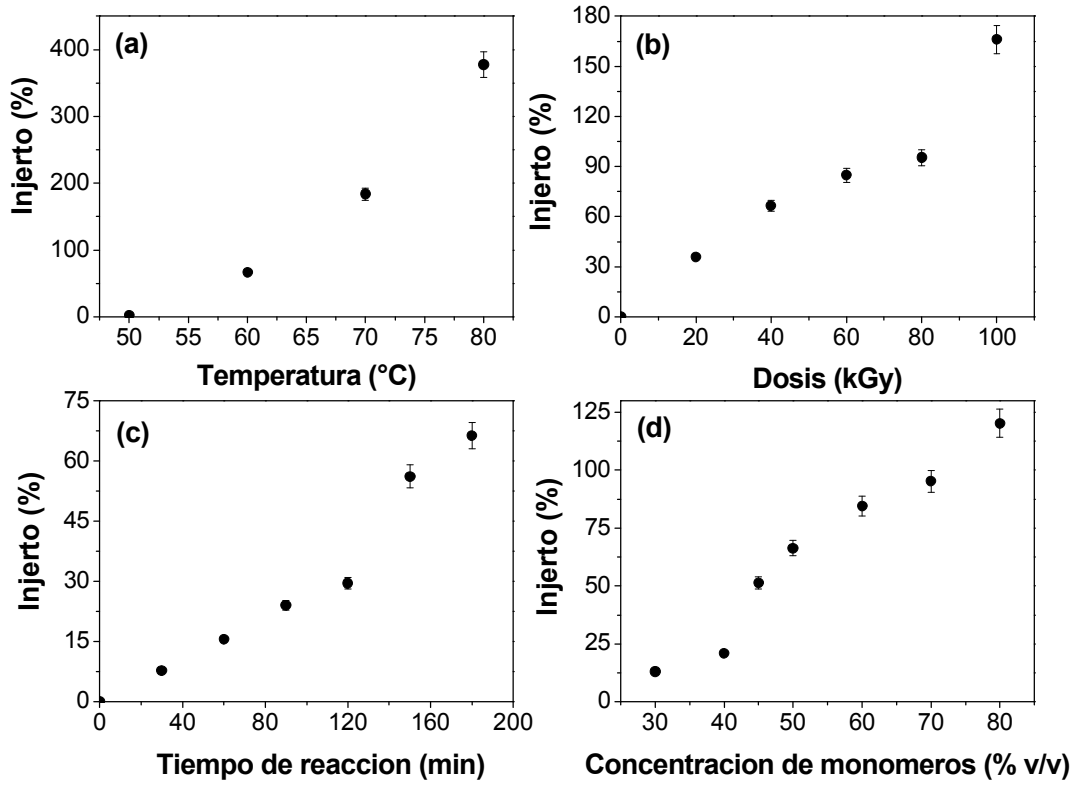 (a)
Injerto (%)
400
300
200
100
0
50 55 60 65 70 75 80
Temperatura (°C)
(b)
Injerto (%)
180
150
120
90
60
30
0
0 20 40 60 80 100
Dosis (kGy)
(c)
Injerto (%)
75
60
45
30
15
0
0 40 80 120 160 200
Tiempo de reaccion (min)
(d)
Injerto (%)
125
100
75
50
25
0
30 40 50 60 70 80
Concentracion de monomeros (% v/v)